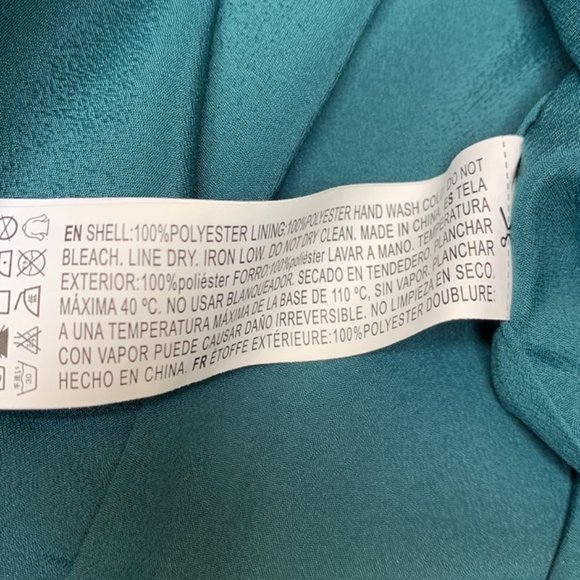 EN SHELL:100%POLYESTER LINING:100%POLYESTER HAND WASH COLD. DO NOT
BLEACH. LINE DRY. IRON LOW. DO NOT DRY CLEAN. MADE IN CHINA. ES TELA
EXTERIOR:100%poliéster FORRO:100%poliéster LAVAR A MANO. TEMPERATURA
MÁXIMA 40 ºC. NO USAR BLANQUEADOR. SECADO EN TENDEDERO. PLANCHAR
A UNA TEMPERATURA MÁXIMA DE LA BASE DE 110 ºC, SIN VAPOR. PLANCHAR
CON VAPOR PUEDE CAUSAR DAÑO IRREVERSIBLE. NO LIMPIEZA EN SECO.
HECHO EN CHINA. FR ÉTOFFE EXTÉRIEURE:100%POLYESTER DOUBLURE: